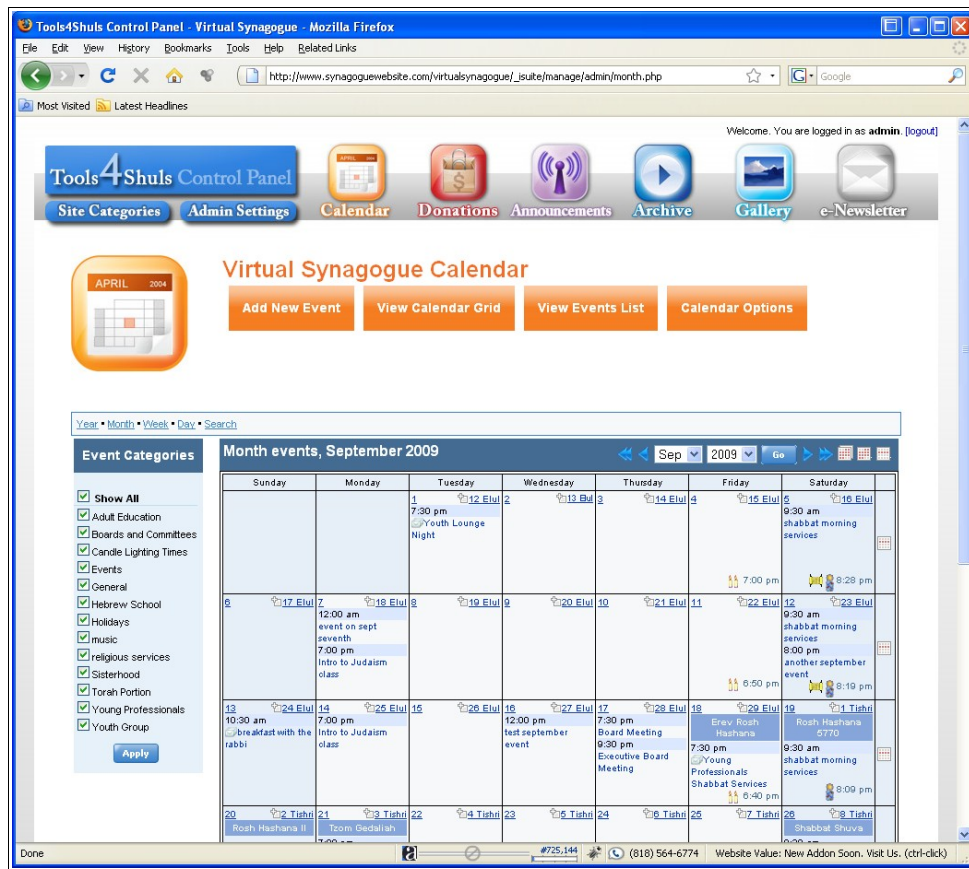 Tools4Shuls Control Panel - Virtual Synagogue - Mozilla Firefox
File Edit View History Bookmarks Tools Help Related Links
http://www.synagoguewebsite.com/virtualsynagogue/_isuite/manage/admin/month.php
G Google
Most Visited Latest Headlines
Welcome. You are logged in as admin. [logout]
Tools4Shuls Control Panel
Site Categories Admin Settings
APRIL 2004
Calendar Donations Announcements Archive Gallery e-Newsletter
APRIL 2004
Virtual Synagogue Calendar
Add New Event View Calendar Grid View Events List Calendar Options
Year • Month • Week • Day • Search
Event Categories
Show All
Adult Education
Boards and Committees
Candle Lighting Times
Events
General
Hebrew School
Holidays
music
religious services
Sisterhood
Torah Portion
Young Professionals
Youth Group
Apply
Month events, September 2009
Sep 2009 Go
Sunday Monday Tuesday Wednesday Thursday Friday Saturday
1 12 Elul
7:30 pm
Youth Lounge
Night
2 13 Elul
3 14 Elul
4 15 Elul
7:00 pm
5 16 Elul
9:30 am
shabbat morning
services
8:28 pm
6 17 Elul
7 18 Elul
12:00 am
event on sept
seventh
7:00 pm
Intro to Judaism
class
8 19 Elul
9 20 Elul
10 21 Elul
11 22 Elul
6:50 pm
12 23 Elul
9:30 am
shabbat morning
services
8:00 pm
another september
event
8:19 pm
13 24 Elul
10:30 am
breakfast with the
rabbi
14 25 Elul
7:00 pm
Intro to Judaism
class
15 26 Elul
16 27 Elul
12:00 pm
test september
event
17 28 Elul
7:30 pm
Board Meeting
9:30 pm
Executive Board
Meeting
18 29 Elul
Erev Rosh
Hashana
7:30 pm
Young
Professionals
Shabbat Services
6:40 pm
19 1 Tishri
Rosh Hashana
5770
9:30 am
shabbat morning
services
8:09 pm
20 2 Tishri
Rosh Hashana II
21 3 Tishri
Tzom Gedaliah
22 4 Tishri
23 5 Tishri
24 6 Tishri
25 7 Tishri
26 8 Tishri
Shabbat Shuva
Done
#725,144
(818) 564-6774
Website Value: New Addon Soon. Visit Us. (ctrl-click)